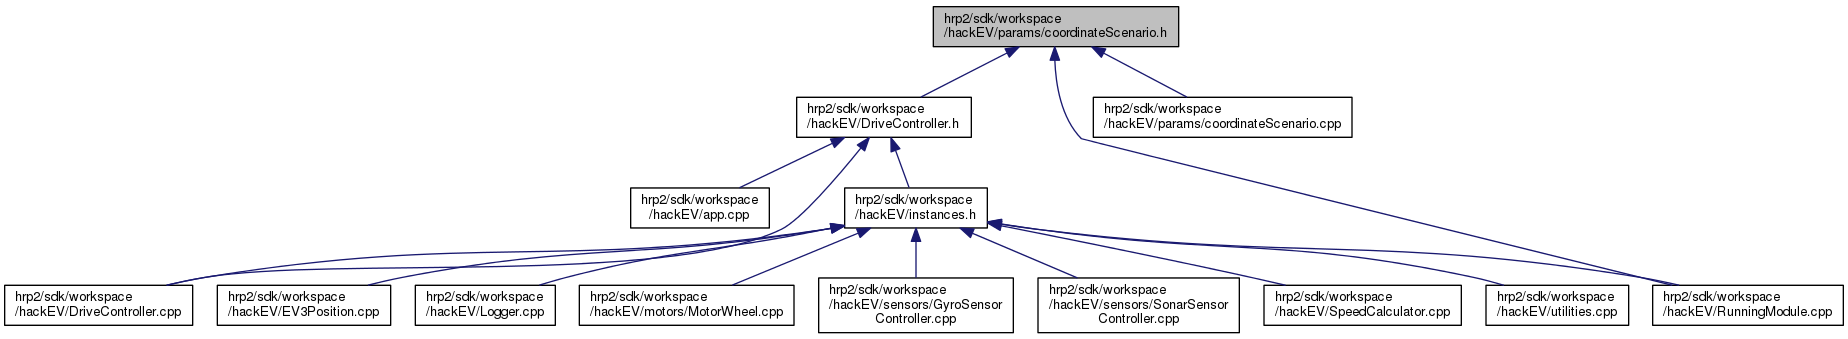 hrp2/sdk/workspace
/hackEV/params/coordinateScenario.h
hrp2/sdk/workspace
/hackEV/DriveController.h
hrp2/sdk/workspace
/hackEV/params/coordinateScenario.cpp
hrp2/sdk/workspace
/hackEV/app.cpp
hrp2/sdk/workspace
/hackEV/instances.h
hrp2/sdk/workspace
/hackEV/DriveController.cpp
hrp2/sdk/workspace
/hackEV/EV3Position.cpp
hrp2/sdk/workspace
/hackEV/Logger.cpp
hrp2/sdk/workspace
/hackEV/motors/MotorWheel.cpp
hrp2/sdk/workspace
/hackEV/sensors/GyroSensor
Controller.cpp
hrp2/sdk/workspace
/hackEV/sensors/SonarSensor
Controller.cpp
hrp2/sdk/workspace
/hackEV/SpeedCalculator.cpp
hrp2/sdk/workspace
/hackEV/utilities.cpp
hrp2/sdk/workspace
/hackEV/RunningModule.cpp